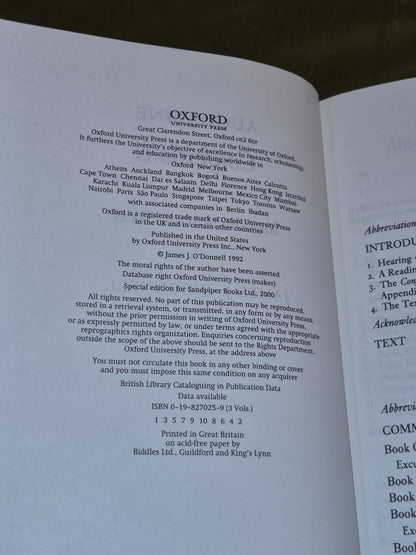 OXFORD
UNIVERSITY PRESS
Great Clarendon Street, Oxford OX2 6DP
Oxford University Press is a department of the University of Oxford.
It furthers the University's objective of excellence in research, scholarship,
and education by publishing worldwide in
Oxford New York
Athens Auckland Bangkok Bogotá Buenos Aires Calcutta
Cape Town Chennai Dar es Salaam Delhi Florence Hong Kong Istanbul
Karachi Kuala Lumpur Madrid Melbourne Mexico City Mumbai
Nairobi Paris São Paulo Singapore Taipei Tokyo Toronto Warsaw
with associated companies in Berlin Ibadan
Oxford is a registered trade mark of Oxford University Press
in the UK and in certain other countries
Published in the United States
by Oxford University Press Inc., New York
© James J. O'Donnell 1992
The moral rights of the author have been asserted
Database right Oxford University Press (maker)
Special edition for Sandpiper Books Ltd., 2000
All rights reserved. No part of this publication may be reproduced,
stored in a retrieval system, or transmitted, in any form or by any means,
without the prior permission in writing of Oxford University Press,
or as expressly permitted by law, or under terms agreed with the appropriate
reprographics rights organization. Enquiries concerning reproduction
outside the scope of the above should be sent to the Rights Department,
Oxford University Press, at the address above
You must not circulate this book in any other binding or cover
and you must impose this same condition on any acquirer
British Library Cataloguing in Publication Data
Data available
ISBN 0-19-827025-9 (3 Vols.)
1 3 5 7 9 10 8 6 4 2
Printed in Great Britain
on acid-free paper by
Biddles Ltd., Guildford and King's Lynn
Abbreviation
INTRODU
1. Hearing
2. A Readin
3. The Con
Appendi
4. The Tex
Acknowle
TEXT
Abbrevia
COMM
Book O
Excu
Book
Book
Book
Exc
Book